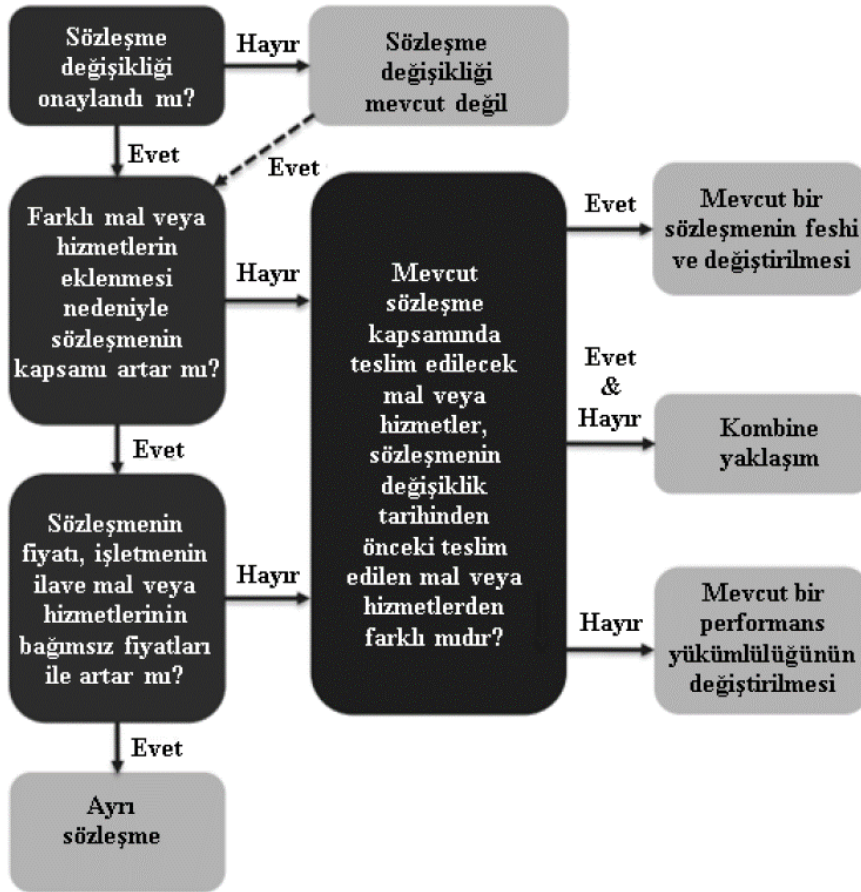 Sözleşme
değişikliği
onaylandı mı?
Hayır
Sözleşme
değişikliği
mevcut değil
Evet
Evet
Farklı mal veya
hizmetlerin
eklenmesi
nedeniyle
sözleşmenin
kapsamı artar mı?
Hayır
Mevcut
sözleşme
kapsamında
teslim edilecek
mal veya
hizmetler,
sözleşmenin
değişiklik
tarihinden
önceki teslim
edilen mal veya
hizmetlerden
farklı mıdır?
Evet
Mevcut bir
sözleşmenin feshi
ve değiştirilmesi
Evet
&
Hayır
Kombine
yaklaşım
Evet
Sözleşmenin
fiyatı, işletmenin
ilave mal veya
hizmetlerinin
bağımsız fiyatları
ile artar mı?
Hayır
Hayır
Mevcut bir
performans
yükümlülüğünün
değiştirilmesi
Evet
Ayrı
sözleşme